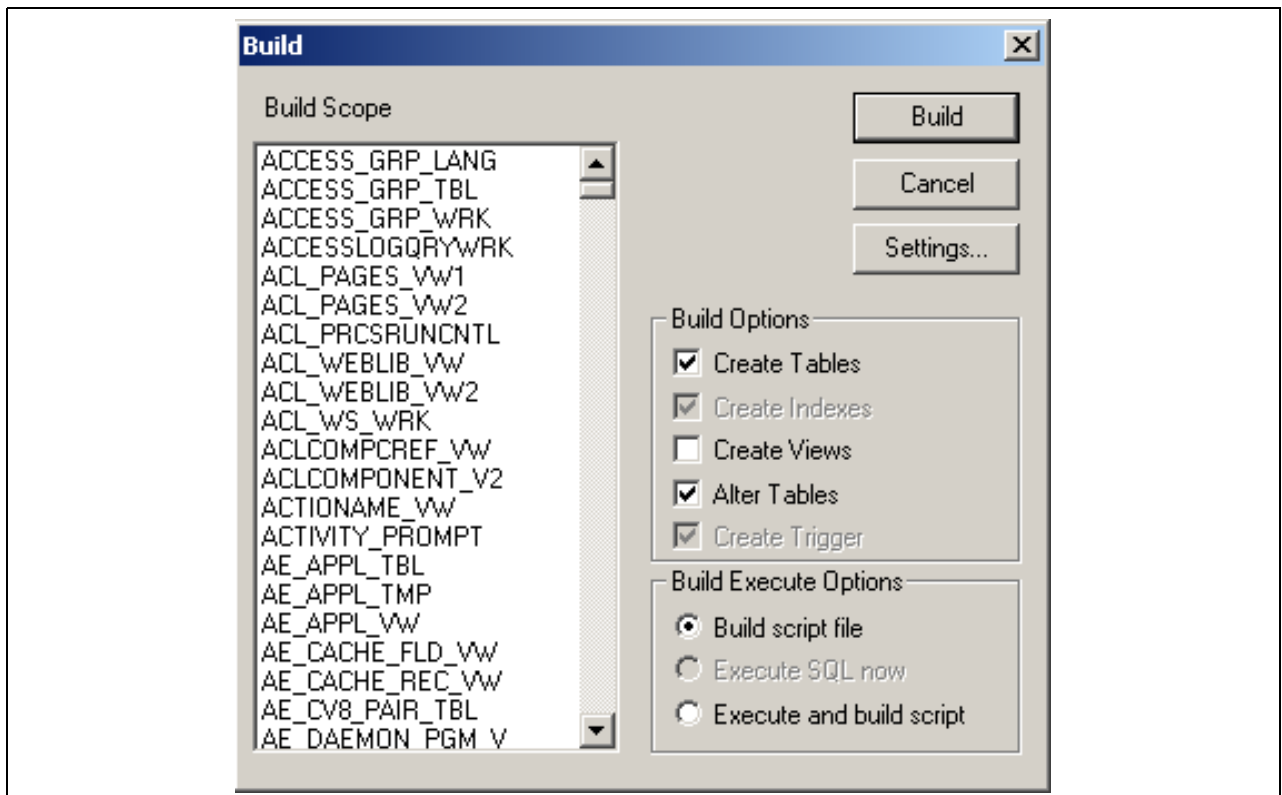 Build
Build Scope
ACCESS_GRP_LANG
ACCESS_GRP_TBL
ACCESS_GRP_WRK
ACCESSLOGQRYWRK
ACL_PAGES_VW1
ACL_PAGES_VW2
ACL_PRCSRUNCNTL
ACL_WEBLIB_VW
ACL_WEBLIB_VW2
ACL_WS_WRK
ACLCOMPCREF_VW
ACLCOMPONENT_V2
ACTIONAME_VW
ACTIVITY_PROMPT
AE_APPL_TBL
AE_APPL_TMP
AE_APPL_VW
AE_CACHE_FLD_VW
AE_CACHE_REC_VW
AE_CV8_PAIR_TBL
AE_DAEMON_PGM_V
Build
Cancel
Settings...
Build Options
Create Tables
Create Indexes
Create Views
Alter Tables
Create Trigger
Build Execute Options
Build script file
Execute SQL now
Execute and build script